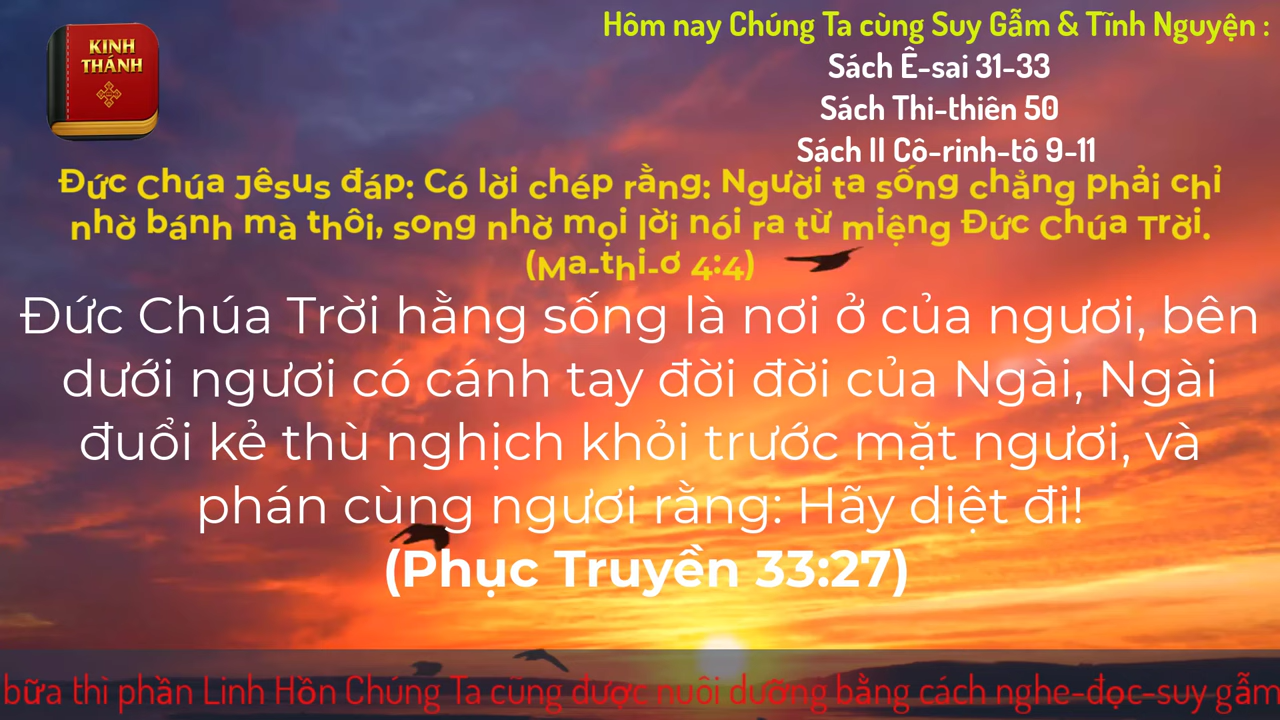 KINH
THÁNH
Hôm nay Chúng Ta cùng Suy Gẫm & Tĩnh Nguyện :
Sách Ê-sai 31-33
Sách Thi-thiên 50
Sách II Cô-rinh-tô 9-11
Đức Chúa Jêsus đáp: Có lời chép rằng: Người ta sống chẳng phải chỉ
nhờ bánh mà thôi, song nhờ mọi lời nói ra từ miệng Đức Chúa Trời.
(Ma-thi-ơ 4:4)
Đức Chúa Trời hằng sống là nơi ở của ngươi, bên
dưới ngươi có cánh tay đời đời của Ngài, Ngài
đuổi kẻ thù nghịch khỏi trước mặt ngươi, và
phán cùng ngươi rằng: Hãy diệt đi!
(Phục Truyền 33:27)
bữa thì phần Linh Hồn Chúng Ta cũng được nuôi dưỡng bằng cách nghe-đọc-suy gẫm